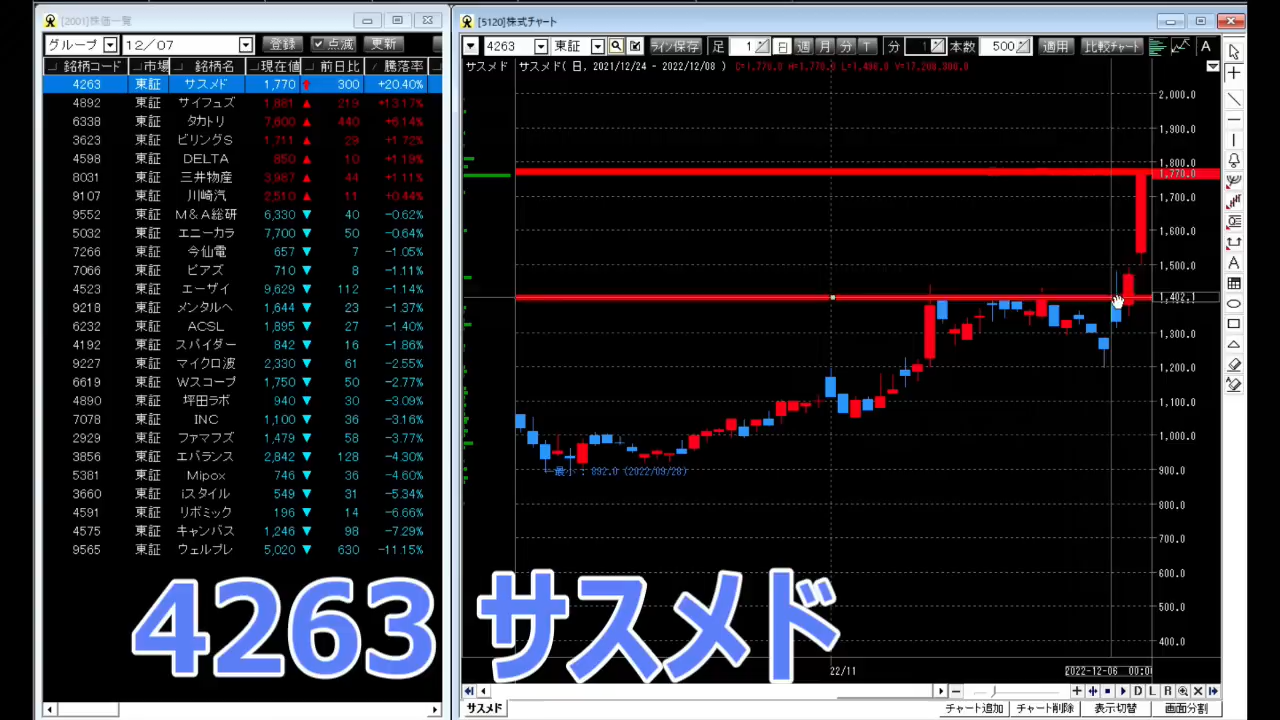 [2001]株価一覧
グループ 12/07 登録 点滅 更新
銘柄コード 市場 銘柄名 現在値 前日比 騰落率
4263 東証 サスメド 1,770 ↑ 300 +20.40%
4892 東証 サイフュズ 1,881 ▲ 219 +13.17%
6338 東証 タカトリ 7,600 ▲ 440 +6.14%
3623 東証 ビリングS 1,711 ▲ 29 +1.72%
4598 東証 DELTA 850 ▲ 10 +1.19%
8031 東証 三井物産 3,987 ▲ 44 +1.11%
9107 東証 川崎汽 2,510 ▲ 11 +0.44%
9552 東証 M&A総研 6,330 ▼ 40 -0.62%
5032 東証 エニーカラ 7,700 ▼ 50 -0.64%
7266 東証 今仙電 657 ▼ 7 -1.05%
7066 東証 ピアズ 710 ▼ 8 -1.11%
4523 東証 エーザイ 9,629 ▼ 112 -1.14%
9218 東証 メンタルヘ 1,644 ▼ 23 -1.37%
6232 東証 ACSL 1,895 ▼ 27 -1.40%
4192 東証 スパイダー 842 ▼ 16 -1.86%
9227 東証 マイクロ波 2,330 ▼ 61 -2.55%
6619 東証 Wスコープ 1,750 ▼ 50 -2.77%
4890 東証 坪田ラボ 940 ▼ 30 -3.09%
7078 東証 INC 1,100 ▼ 36 -3.16%
2929 東証 ファマフズ 1,479 ▼ 58 -3.77%
3856 東証 エバランス 2,842 ▼ 128 -4.30%
5381 東証 Mipox 746 ▼ 36 -4.60%
3660 東証 iスタイル 549 ▼ 31 -5.34%
4591 東証 リボミック 196 ▼ 14 -6.66%
4575 東証 キャンバス 1,246 ▼ 98 -7.29%
9565 東証 ウェルプレ 5,020 ▼ 630 -11.15%
[5120]株式チャート
4263 東証 ライン保存 足 1 日 週 月 分 T 分 1 本数 500 適用 比較チャート A
サスメド サスメド(日, 2021/12/24 - 2022/12/08) C=1,770.0 H=1,770.0
2,000.0
1,900.0
1,800.0
1,770.0
1,700.0
1,600.0
1,500.0
1,402.1
1,300.0
1,200.0
1,100.0
1,000.0
900.0
800.0
700.0
600.0
500.0
400.0
最小 : 892.0 (2022/09/28)
22/11 2022-12-06 00:00
D L R
サスメド チャート追加 チャート削除 表示切替 画面分割
4263 サスメド